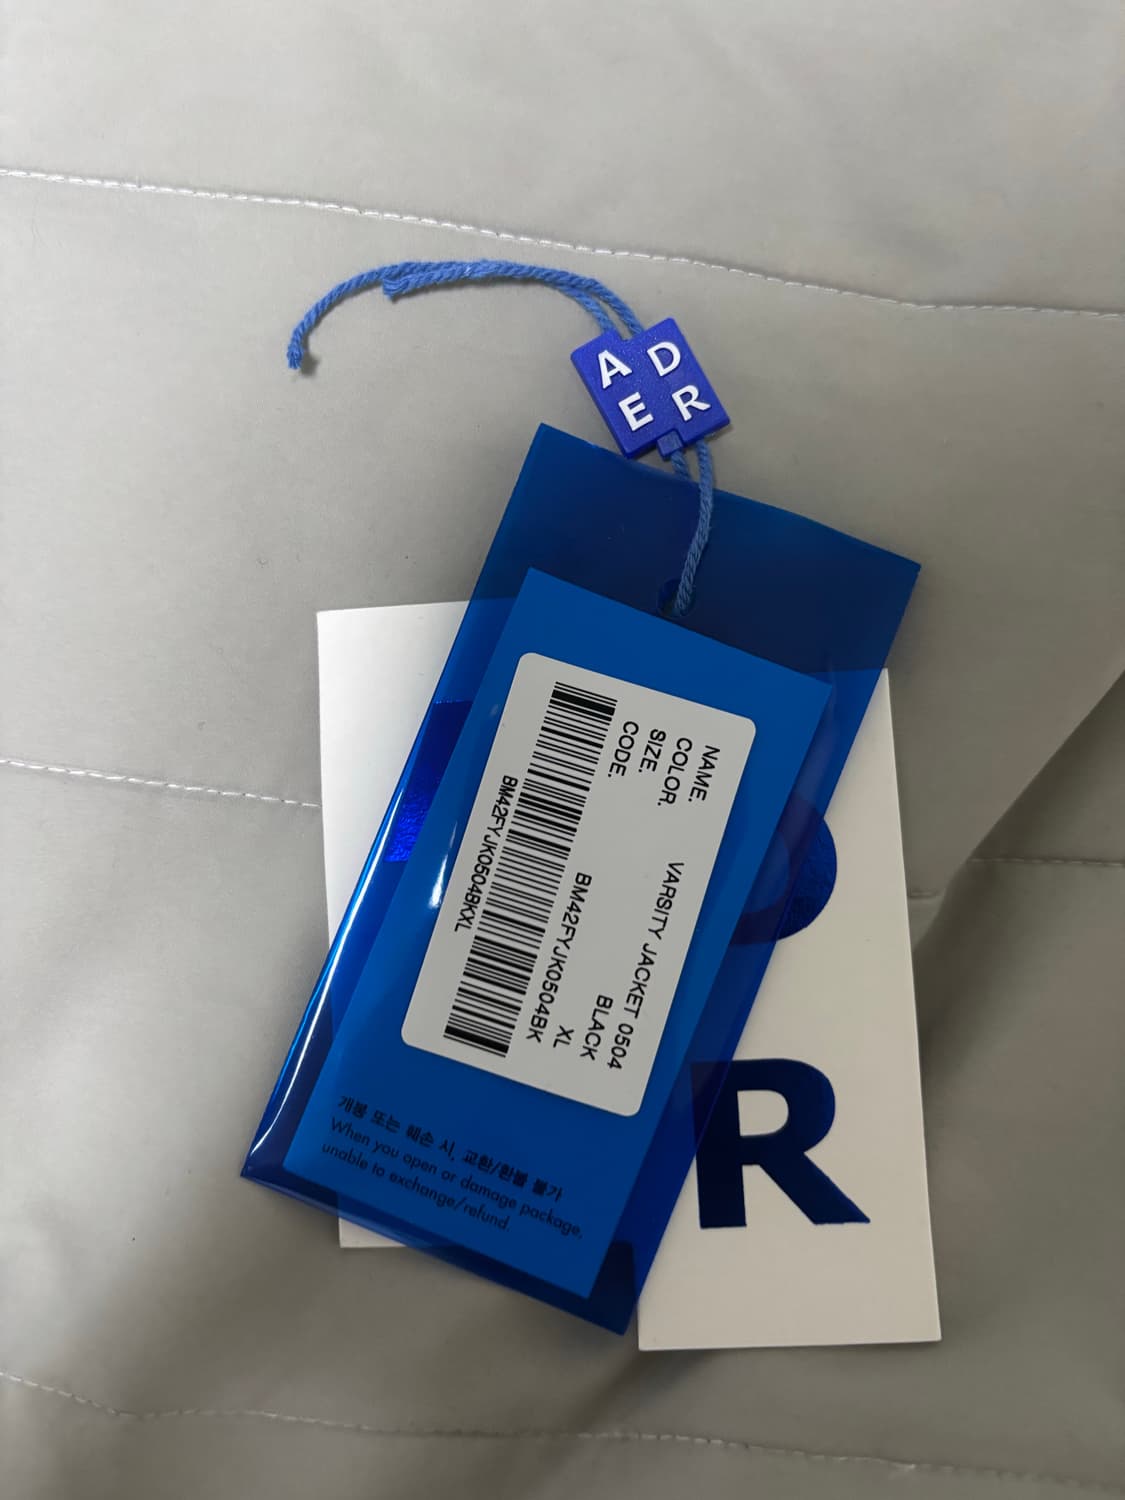 A D
E R
NAME. VARSITY JACKET 0504
COLOR. BLACK
SIZE. XL
CODE. BM42FYJK0504BK
BM42FYJK0504BKXL
개봉 또는 훼손 시, 교환/환불 불가
When you open or damage package,
unable to exchange/refund.
R